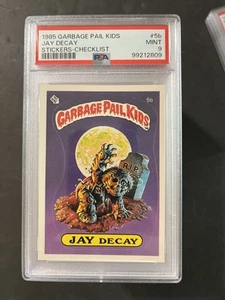 1985 GARBAGE PAIL KIDS #5b
JAY DECAY MINT
STICKERS-CHECKLIST PSA 9
99212809
5b
GARBAGE PAIL KIDS
R.I.P.
JAY DECAY